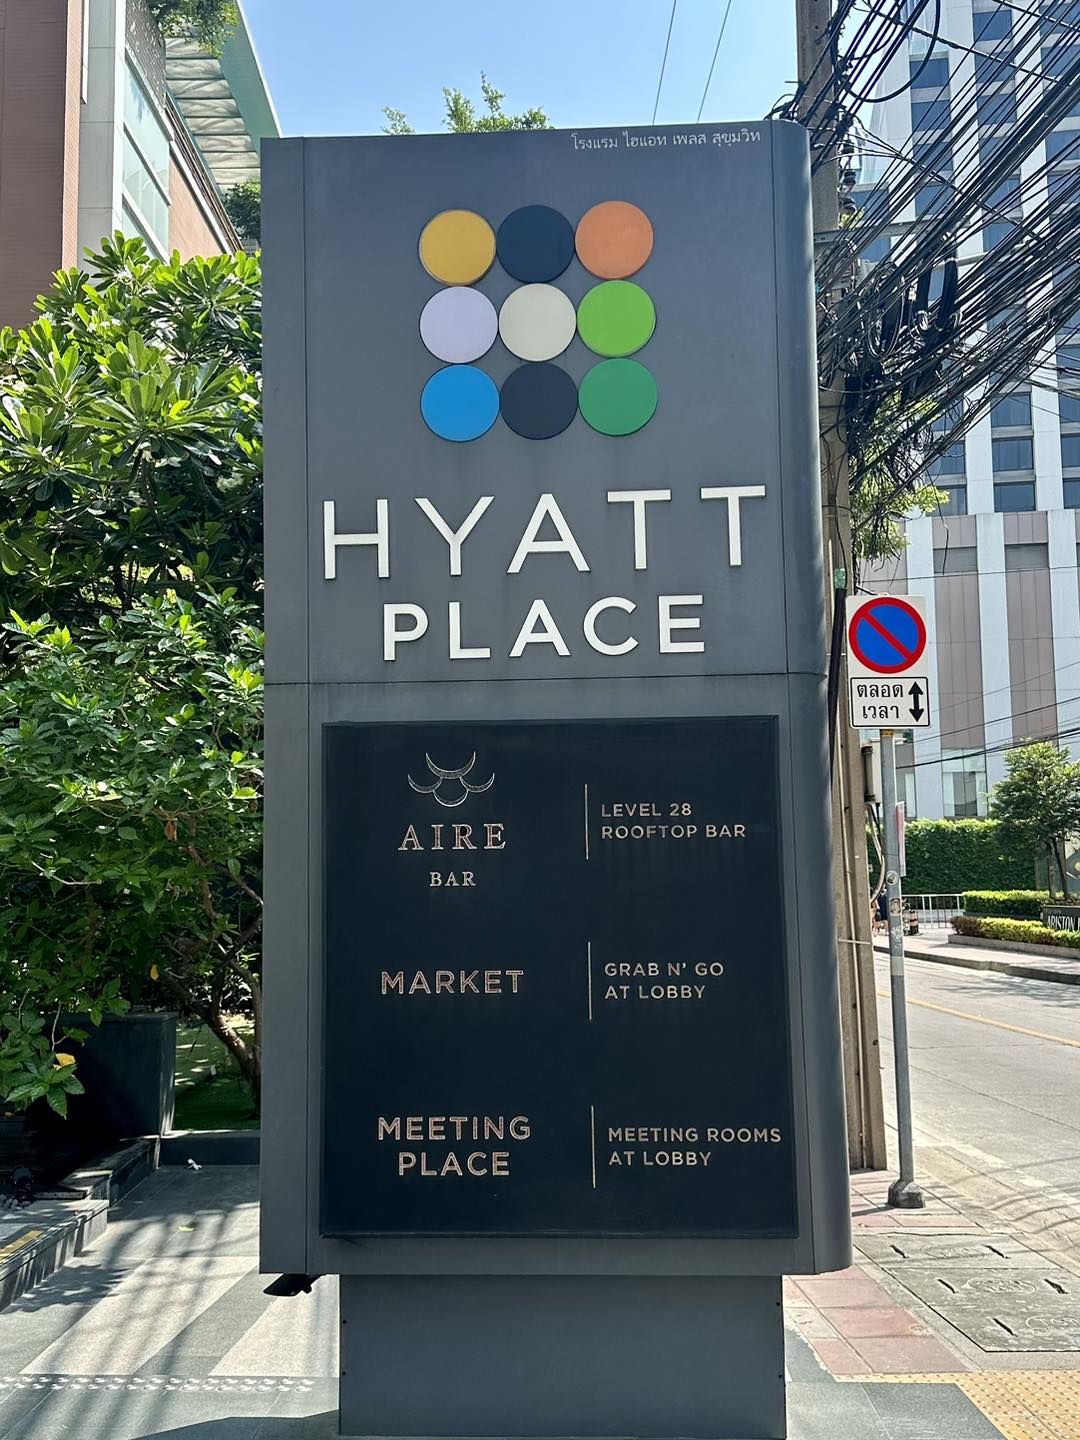 โรงแรม ไฮแอท เพลส สุขุมวิท
HYATT
PLACE
AIRE
BAR
LEVEL 28
ROOFTOP BAR
MARKET
GRAB N' GO
AT LOBBY
MEETING
PLACE
MEETING ROOMS
AT LOBBY
ตลอด
เวลา
ARISTON